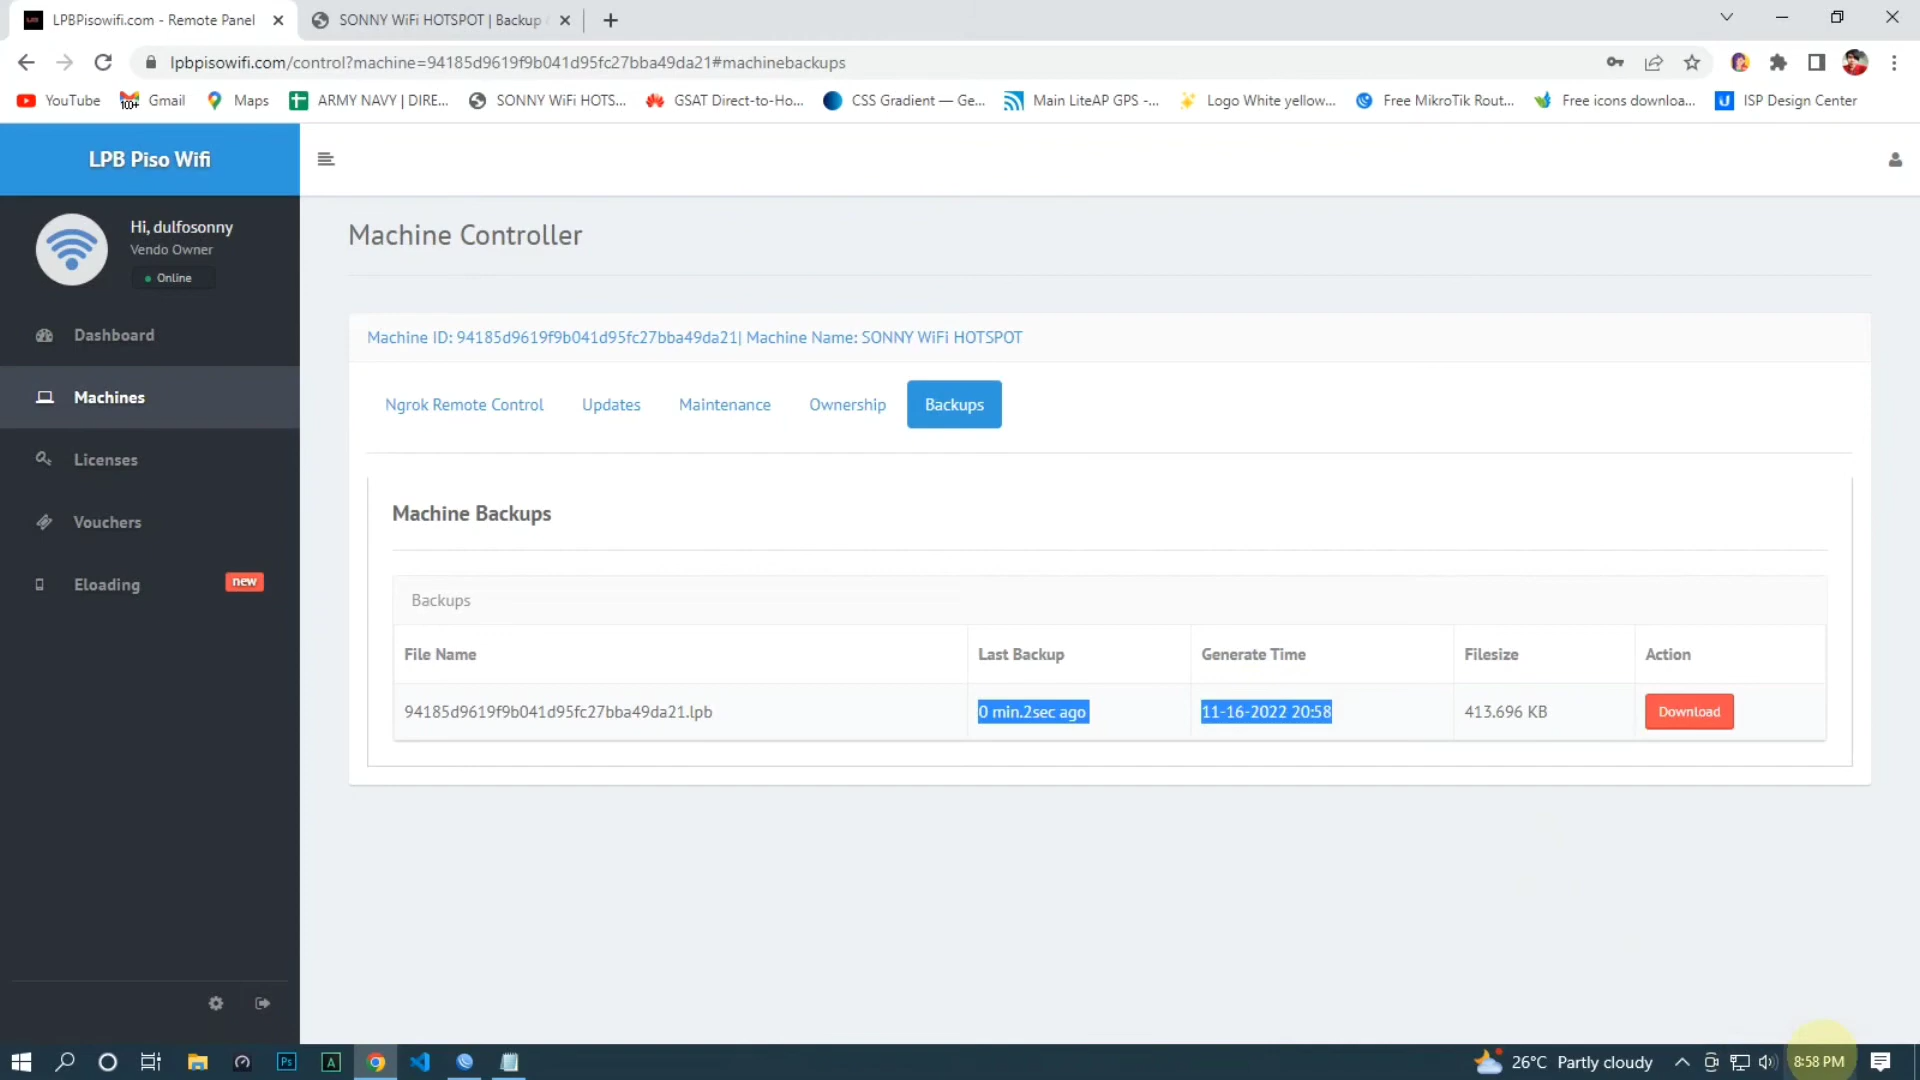 LPBPisowifi.com - Remote Panel
SONNY WiFi HOTSPOT | Backup
lpbpisowifi.com/control?machine=94185d9619f9b041d95fc27bba49da21#machinebackups
YouTube
Gmail
Maps
ARMY NAVY | DIRE...
SONNY WiFi HOTS...
GSAT Direct-to-Ho...
CSS Gradient — Ge...
Main LiteAP GPS -...
Logo White yellow...
Free MikroTik Rout...
Free icons downloa...
ISP Design Center
LPB Piso Wifi
Hi, dulfosonny
Vendo Owner
Online
Dashboard
Machines
Licenses
Vouchers
Eloading
new
Machine Controller
Machine ID: 94185d9619f9b041d95fc27bba49da21| Machine Name: SONNY WiFi HOTSPOT
Ngrok Remote Control
Updates
Maintenance
Ownership
Backups
Machine Backups
Backups
File Name
Last Backup
Generate Time
Filesize
Action
94185d9619f9b041d95fc27bba49da21.lpb
0 min.2sec ago
11-16-2022 20:58
413.696 KB
Download
26°C Partly cloudy
8:58 PM